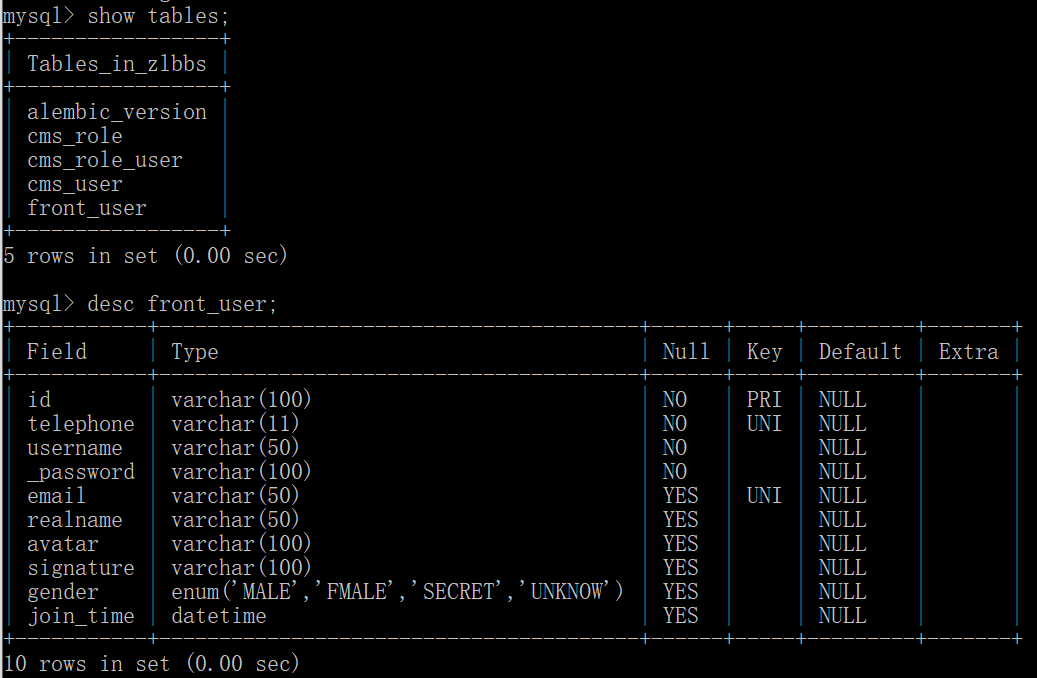 mysql> show tables;
+-----------------+
| Tables_in_zlbbs |
+-----------------+
| alembic_version |
| cms_role        |
| cms_role_user   |
| cms_user        |
| front_user      |
+-----------------+
5 rows in set (0.00 sec)

mysql> desc front_user;
+-----------+----------------------------------------+------+-----+---------+-------+
| Field     | Type                                   | Null | Key | Default | Extra |
+-----------+----------------------------------------+------+-----+---------+-------+
| id        | varchar(100)                           | NO   | PRI | NULL    |       |
| telephone | varchar(11)                            | NO   | UNI | NULL    |       |
| username  | varchar(50)                            | NO   |     | NULL    |       |
| _password | varchar(100)                           | NO   |     | NULL    |       |
| email     | varchar(50)                            | YES  | UNI | NULL    |       |
| realname  | varchar(50)                            | YES  |     | NULL    |       |
| avatar    | varchar(100)                           | YES  |     | NULL    |       |
| signature | varchar(100)                           | YES  |     | NULL    |       |
| gender    | enum('MALE','FMALE','SECRET','UNKNOW') | YES  |     | NULL    |       |
| join_time | datetime                               | YES  |     | NULL    |       |
+-----------+----------------------------------------+------+-----+---------+-------+
10 rows in set (0.00 sec)